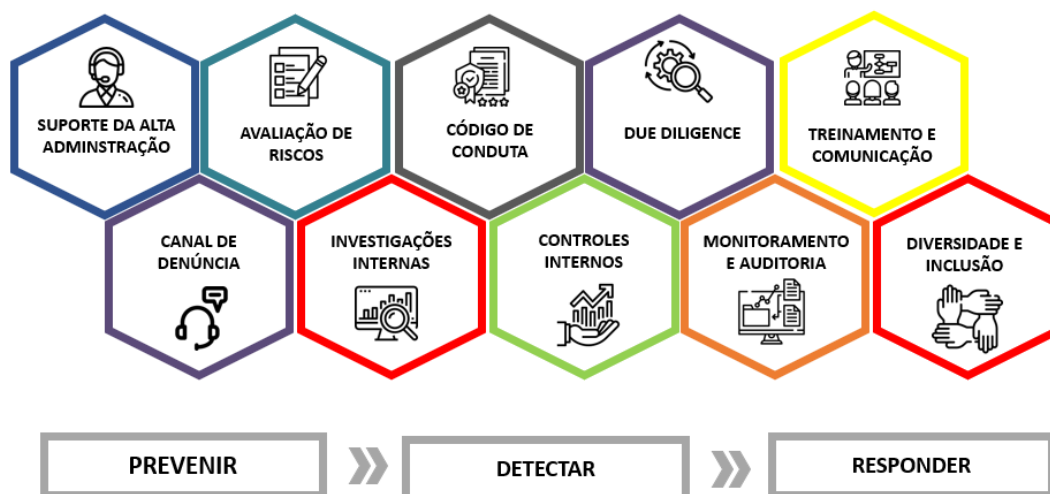 SUPORTE DA ALTA
ADMINSTRAÇÃO
AVALIAÇÃO DE
RISCOS
CÓDIGO DE
CONDUTA
DUE DILIGENCE
TREINAMENTO E
COMUNICAÇÃO
CANAL DE
DENÚNCIA
INVESTIGAÇÕES
INTERNAS
CONTROLES
INTERNOS
MONITORAMENTO
E AUDITORIA
DIVERSIDADE E
INCLUSÃO
PREVENIR
DETECTAR
RESPONDER